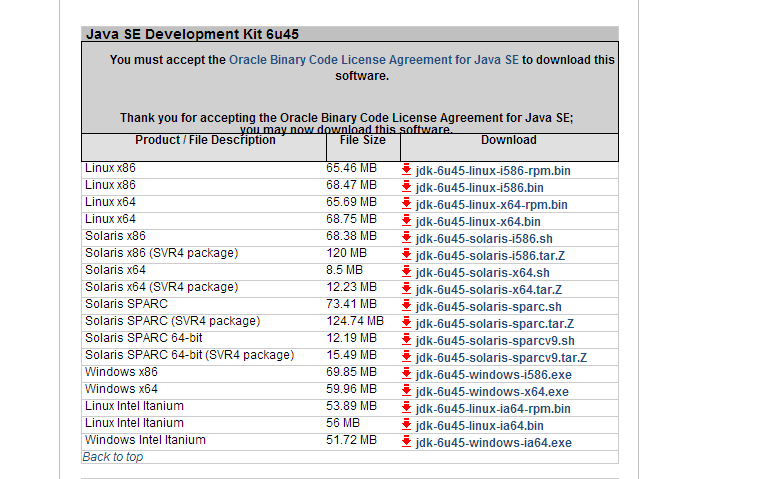 Java SE Development Kit 6u45
You must accept the Oracle Binary Code License Agreement for Java SE to download this
software.
Thank you for accepting the Oracle Binary Code License Agreement for Java SE;
you may now download this software.
Product / File Description File Size Download
Linux x86 65.46 MB jdk-6u45-linux-i586-rpm.bin
Linux x86 68.47 MB jdk-6u45-linux-i586.bin
Linux x64 65.69 MB jdk-6u45-linux-x64-rpm.bin
Linux x64 68.75 MB jdk-6u45-linux-x64.bin
Solaris x86 68.38 MB jdk-6u45-solaris-i586.sh
Solaris x86 (SVR4 package) 120 MB jdk-6u45-solaris-i586.tar.Z
Solaris x64 8.5 MB jdk-6u45-solaris-x64.sh
Solaris x64 (SVR4 package) 12.23 MB jdk-6u45-solaris-x64.tar.Z
Solaris SPARC 73.41 MB jdk-6u45-solaris-sparc.sh
Solaris SPARC (SVR4 package) 124.74 MB jdk-6u45-solaris-sparc.tar.Z
Solaris SPARC 64-bit 12.19 MB jdk-6u45-solaris-sparcv9.sh
Solaris SPARC 64-bit (SVR4 package) 15.49 MB jdk-6u45-solaris-sparcv9.tar.Z
Windows x86 69.85 MB jdk-6u45-windows-i586.exe
Windows x64 59.96 MB jdk-6u45-windows-x64.exe
Linux Intel Itanium 53.89 MB jdk-6u45-linux-ia64-rpm.bin
Linux Intel Itanium 56 MB jdk-6u45-linux-ia64.bin
Windows Intel Itanium 51.72 MB jdk-6u45-windows-ia64.exe
Back to top